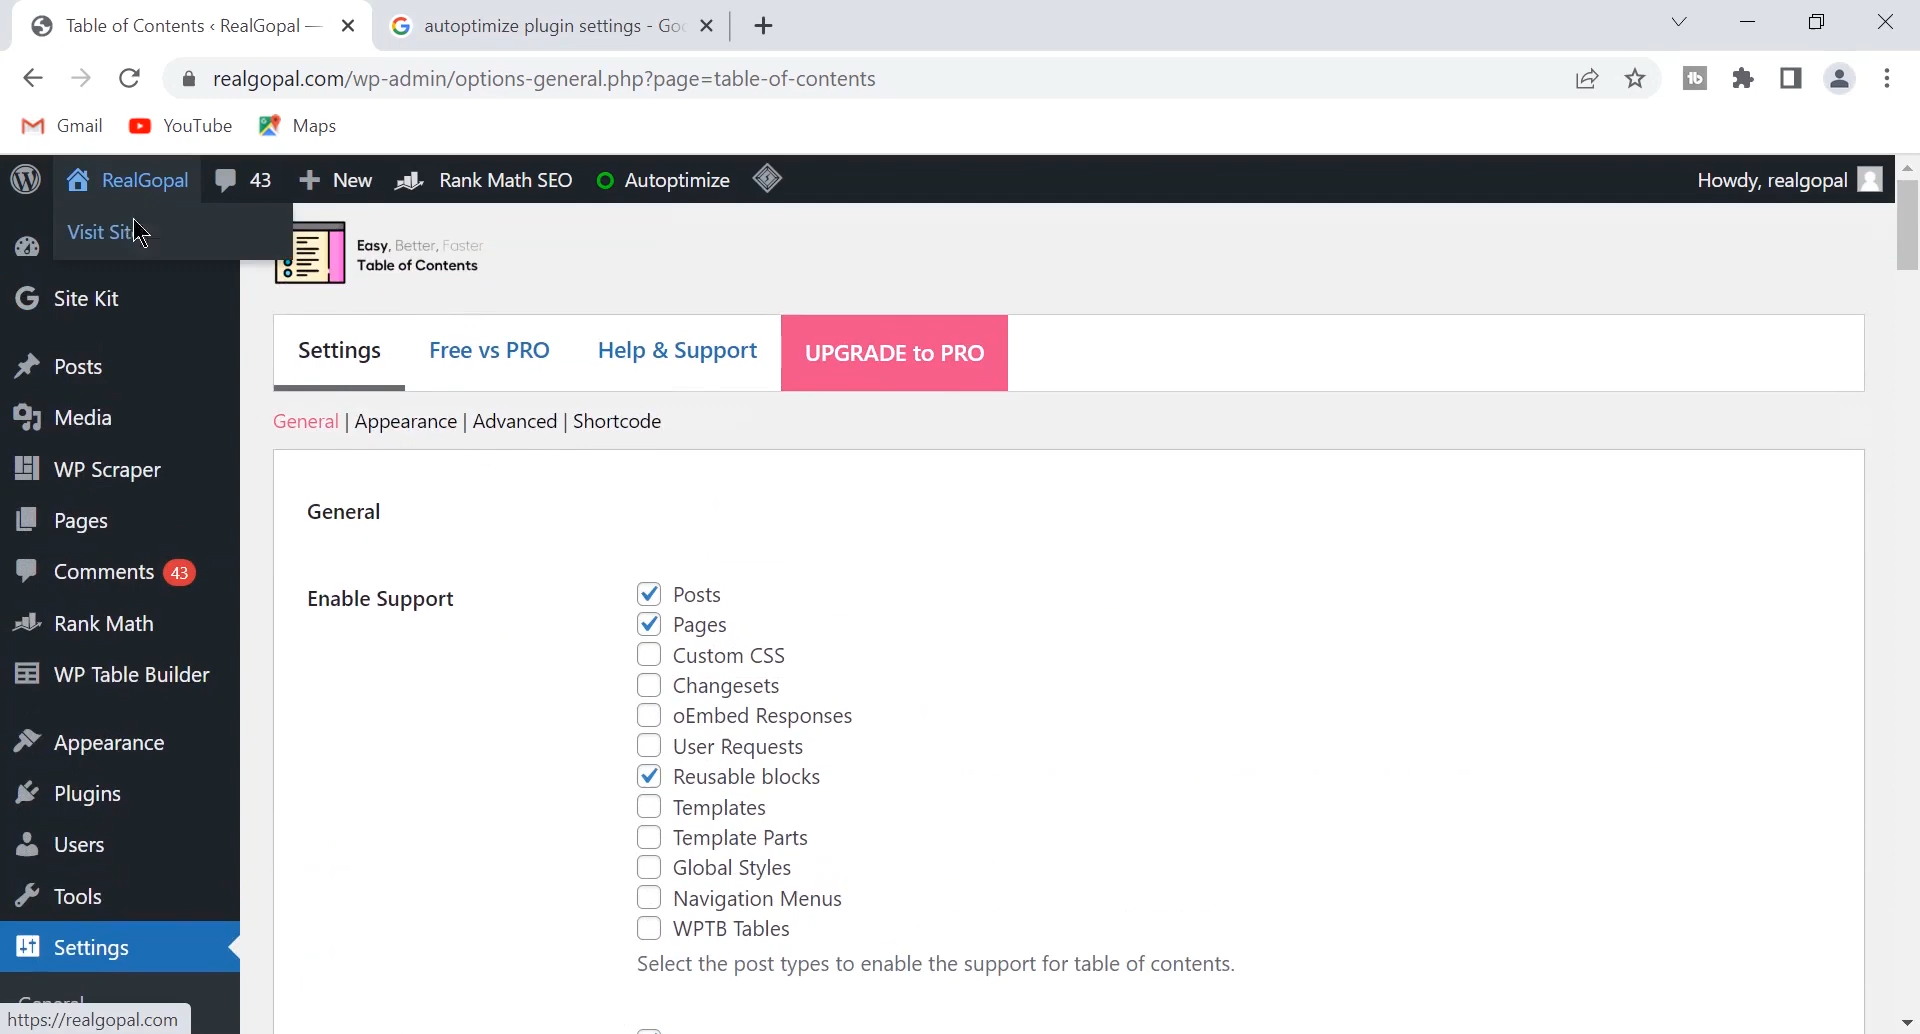 Table of Contents ‹ RealGopal —
autoptimize plugin settings - Goo
realgopal.com/wp-admin/options-general.php?page=table-of-contents
Gmail YouTube Maps
RealGopal 43 New Rank Math SEO Autoptimize Howdy, realgopal
Visit Site
Easy, Better, Faster
Table of Contents
Site Kit
Posts
Media
WP Scraper
Pages
Comments 43
Rank Math
WP Table Builder
Appearance
Plugins
Users
Tools
Settings
General
https://realgopal.com
Settings Free vs PRO Help & Support UPGRADE to PRO
General | Appearance | Advanced | Shortcode
General
Enable Support
Posts
Pages
Custom CSS
Changesets
oEmbed Responses
User Requests
Reusable blocks
Templates
Template Parts
Global Styles
Navigation Menus
WPTB Tables
Select the post types to enable the support for table of contents.